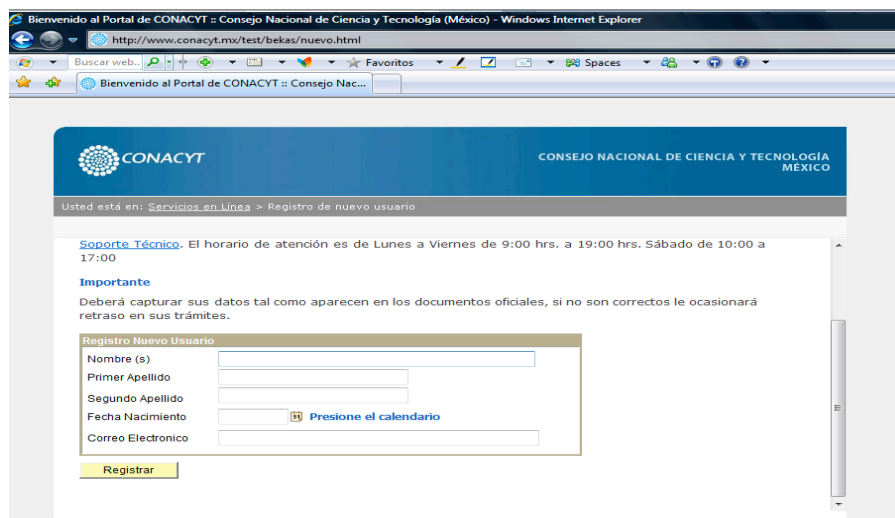 Bienvenido al Portal de CONACYT :: Consejo Nacional de Ciencia y Tecnología (México) - Windows Internet Explorer
http://www.conacyt.mx/test/bekas/nuevo.html
Buscar web.. Favoritos Spaces
Bienvenido al Portal de CONACYT :: Consejo Nac...
CONACYT
CONSEJO NACIONAL DE CIENCIA Y TECNOLOGÍA
MÉXICO
Usted está en: Servicios en Línea > Registro de nuevo usuario
Soporte Técnico. El horario de atención es de Lunes a Viernes de 9:00 hrs. a 19:00 hrs. Sábado de 10:00 a
17:00
Importante
Deberá capturar sus datos tal como aparecen en los documentos oficiales, si no son correctos le ocasionará
retraso en sus trámites.
Registro Nuevo Usuario
Nombre (s)
Primer Apellido
Segundo Apellido
Fecha Nacimiento 31 Presione el calendario
Correo Electronico
Registrar